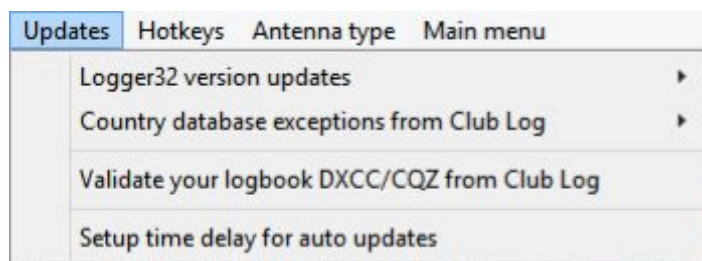 Updates Hotkeys Antenna type Main menu
Logger32 version updates
Country database exceptions from Club Log
Validate your logbook DXCC/CQZ from Club Log
Setup time delay for auto updates